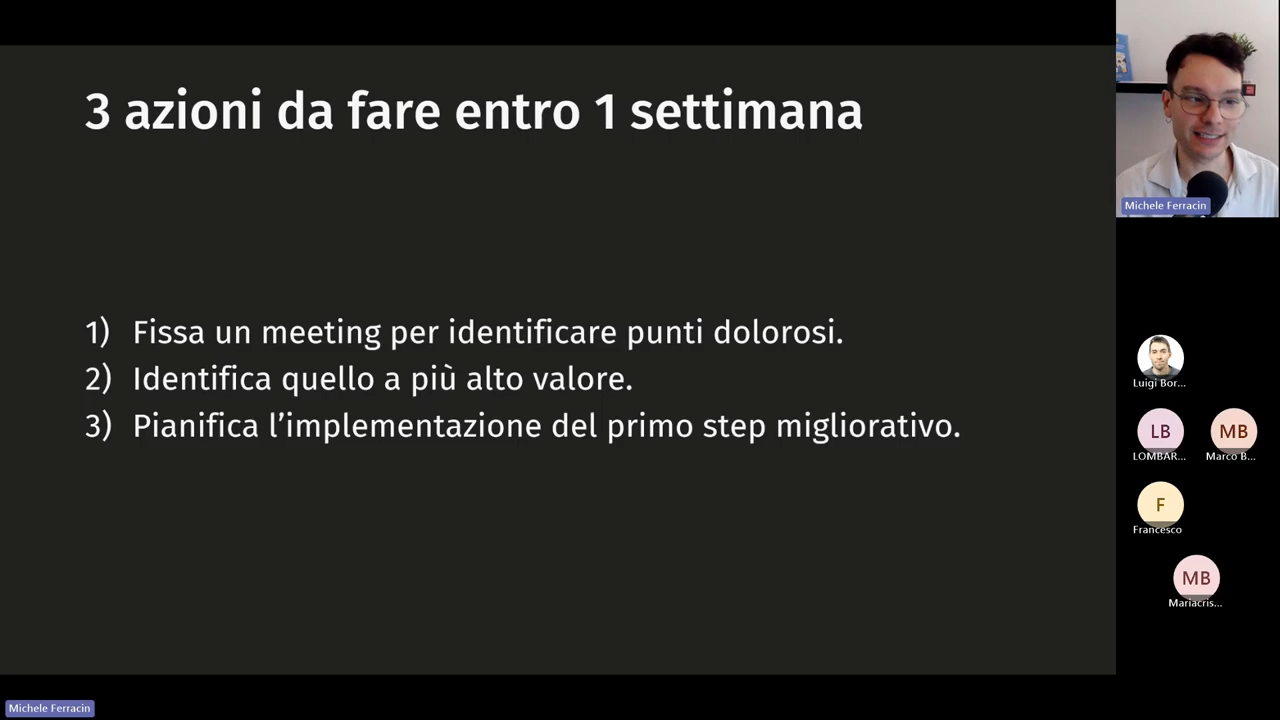 3 azioni da fare entro 1 settimana
1) Fissa un meeting per identificare punti dolorosi.
2) Identifica quello a più alto valore.
3) Pianifica l’implementazione del primo step migliorativo.
Michele Ferracin
Luigi Bor...
LB
LOMBAR...
MB
Marco B...
F
Francesco
MB
Mariacris...
Michele Ferracin